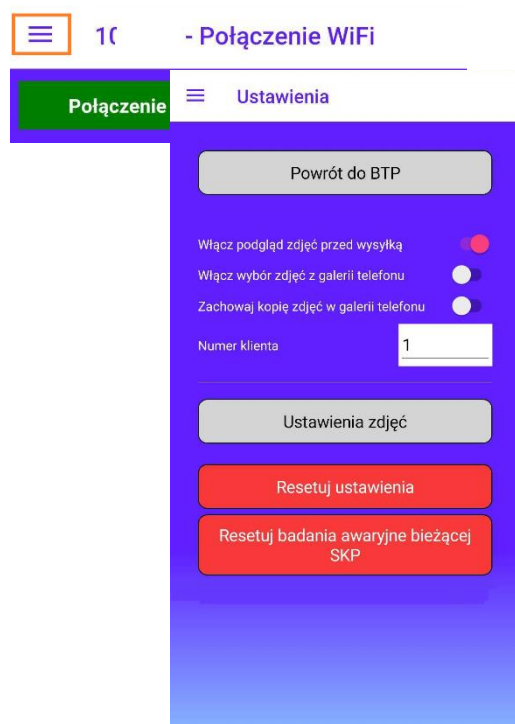 10 - Połączenie WiFi
Połączenie
Ustawienia
Powrót do BTP
Włącz podgląd zdjęć przed wysyłką
Włącz wybór zdjęć z galerii telefonu
Zachowaj kopię zdjęć w galerii telefonu
Numer klienta 1
Ustawienia zdjęć
Resetuj ustawienia
Resetuj badania awaryjne bieżącej
SKP